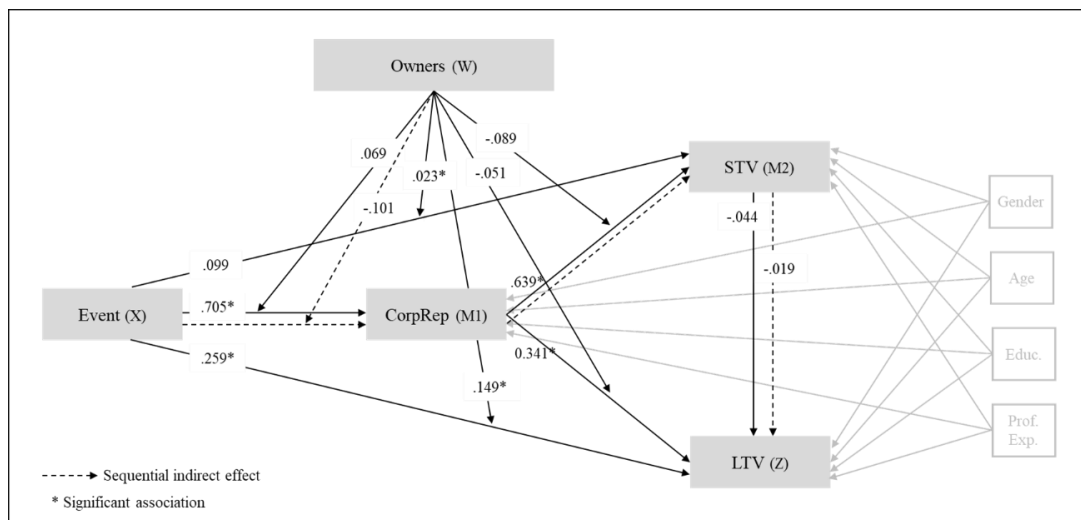 Owners (W)
-.089
.069
.023*
-.051
STV (M2)
-.101
-.044
Gender
.099
-.019
Age
.639*
.705*
Event (X)
CorpRep (M1)
.259*
0.341*
Educ.
.149*
Prof.
Exp.
LTV (Z)
Sequential indirect effect
* Significant association